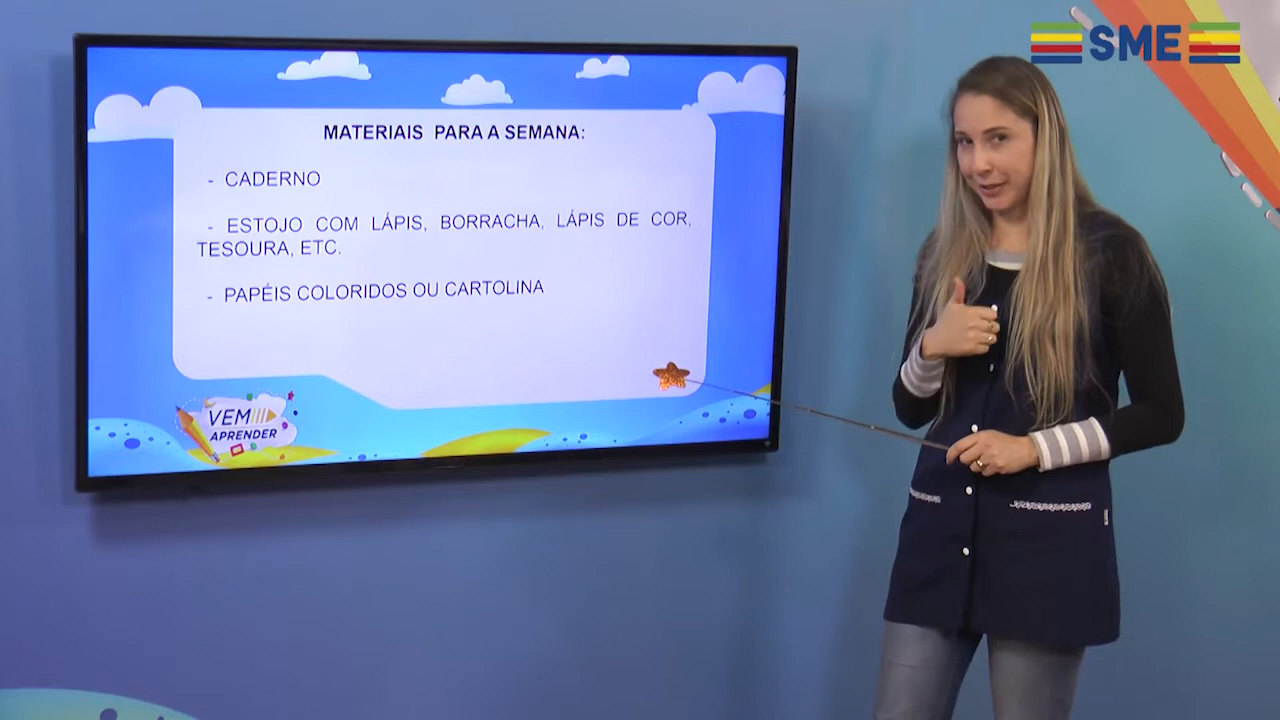 SME
MATERIAIS PARA A SEMANA:
- CADERNO
- ESTOJO COM LÁPIS, BORRACHA, LÁPIS DE COR,
TESOURA, ETC.
- PAPÉIS COLORIDOS OU CARTOLINA
VEM
APRENDER